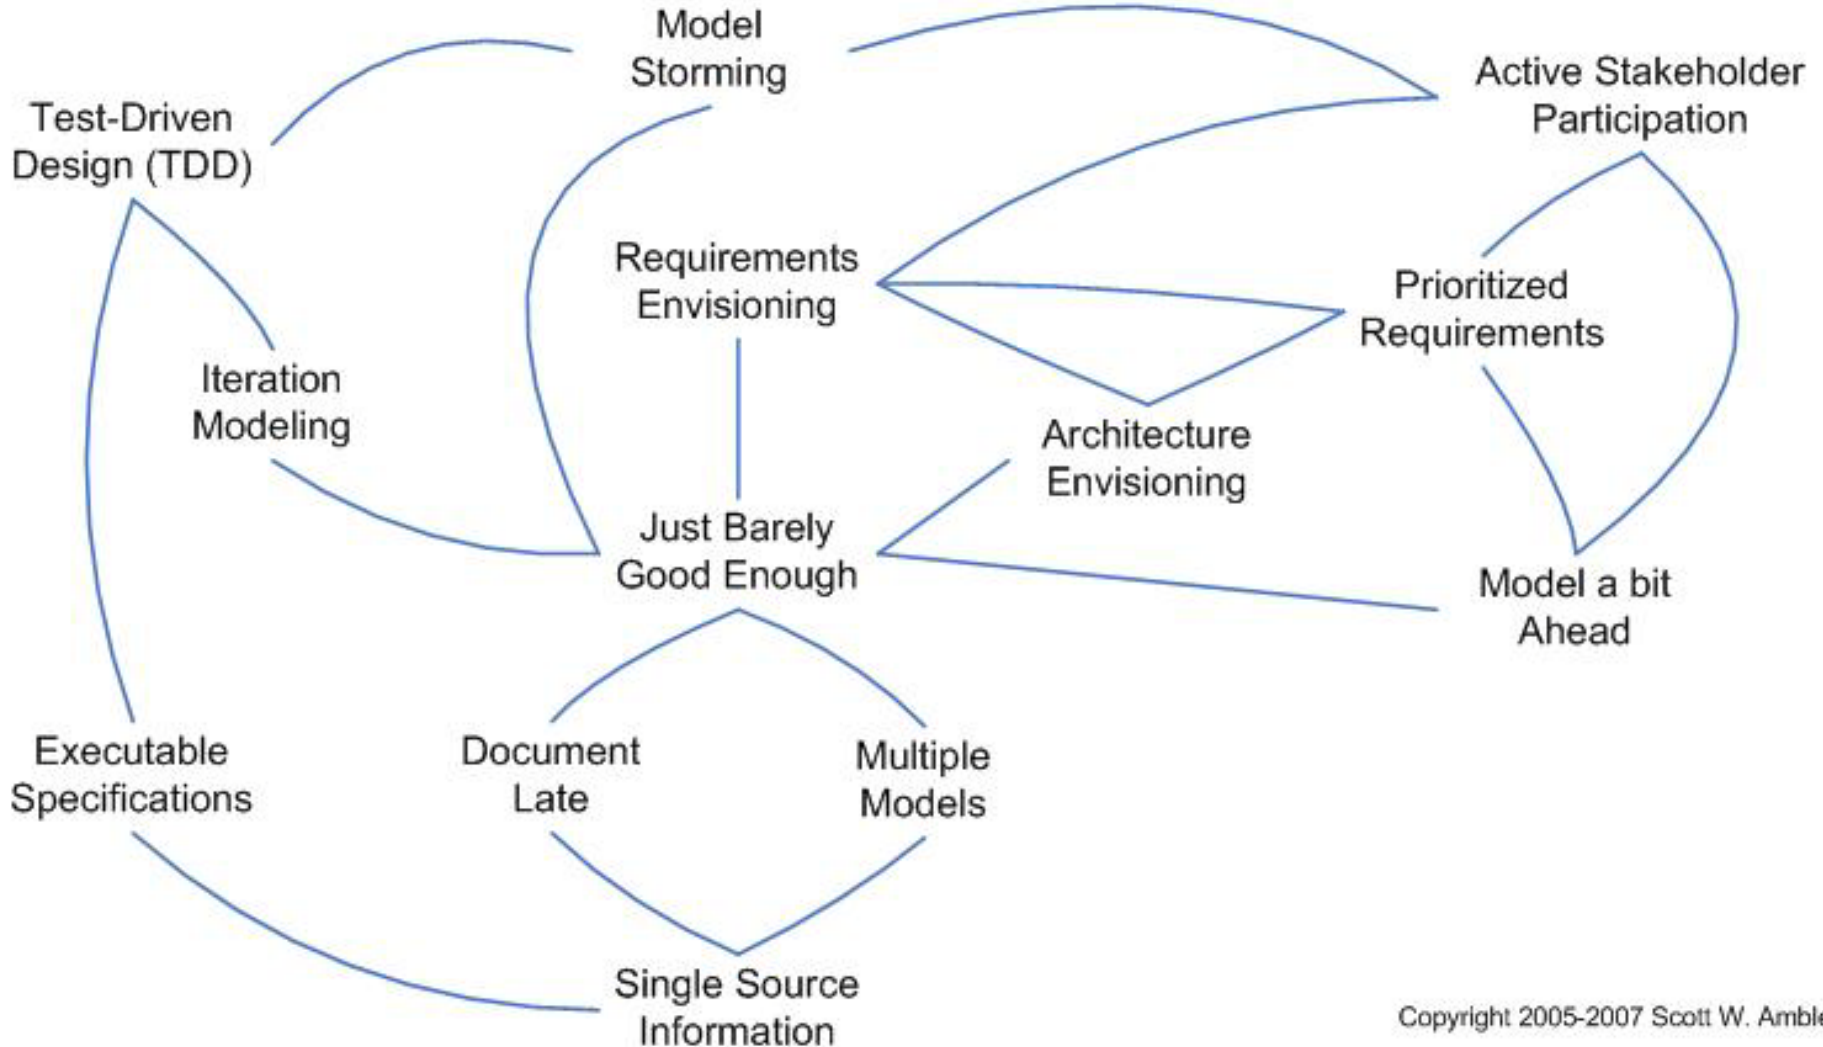 Model
Storming
Active Stakeholder
Participation
Test-Driven
Design (TDD)
Requirements
Envisioning
Prioritized
Requirements
Iteration
Modeling
Architecture
Envisioning
Just Barely
Good Enough
Model a bit
Ahead
Executable
Specifications
Document
Late
Multiple
Models
Single Source
Information
Copyright 2005-2007 Scott W. Amble